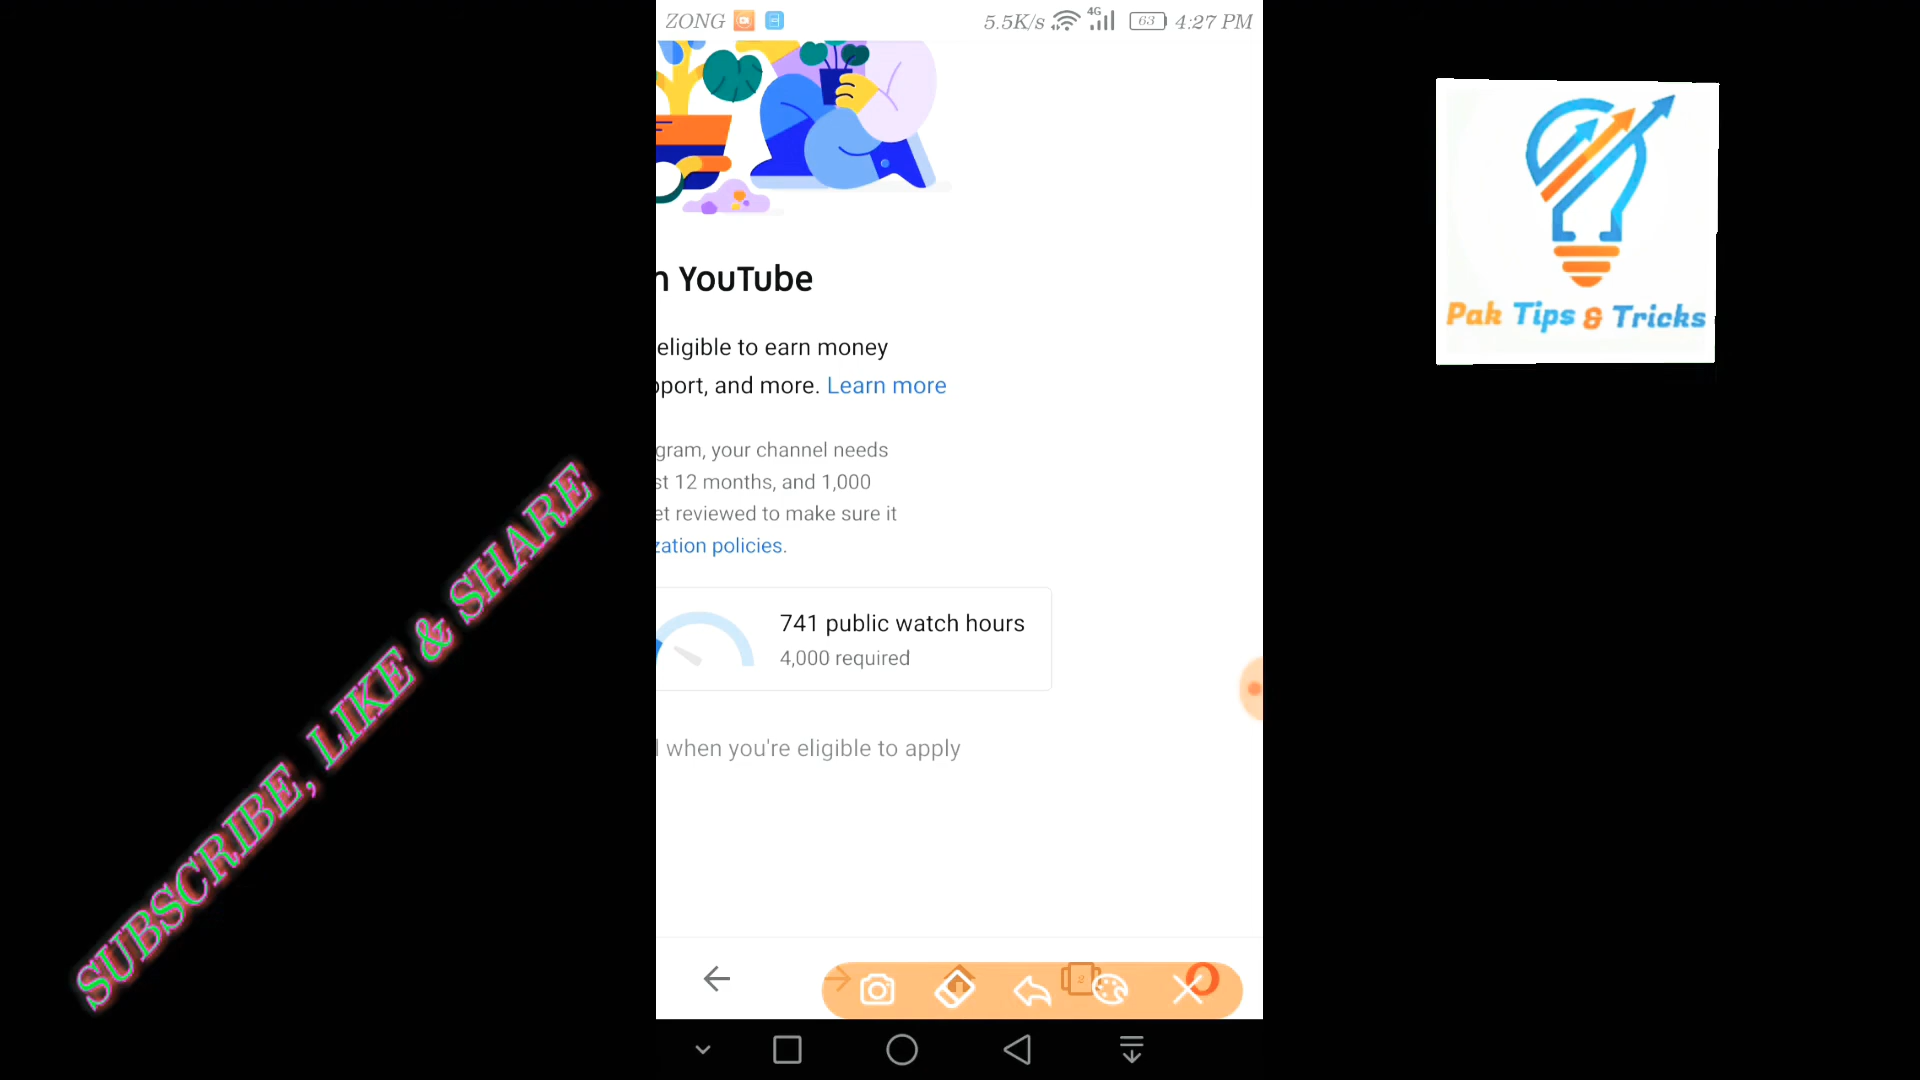 ZONG
5.5K/s 4G 63 4:27 PM
n YouTube
eligible to earn money
pport, and more. Learn more
gram, your channel needs
st 12 months, and 1,000
et reviewed to make sure it
zation policies.
741 public watch hours
4,000 required
l when you're eligible to apply
2
SUBSCRIBE, LIKE & SHARE
Pak Tips & Tricks